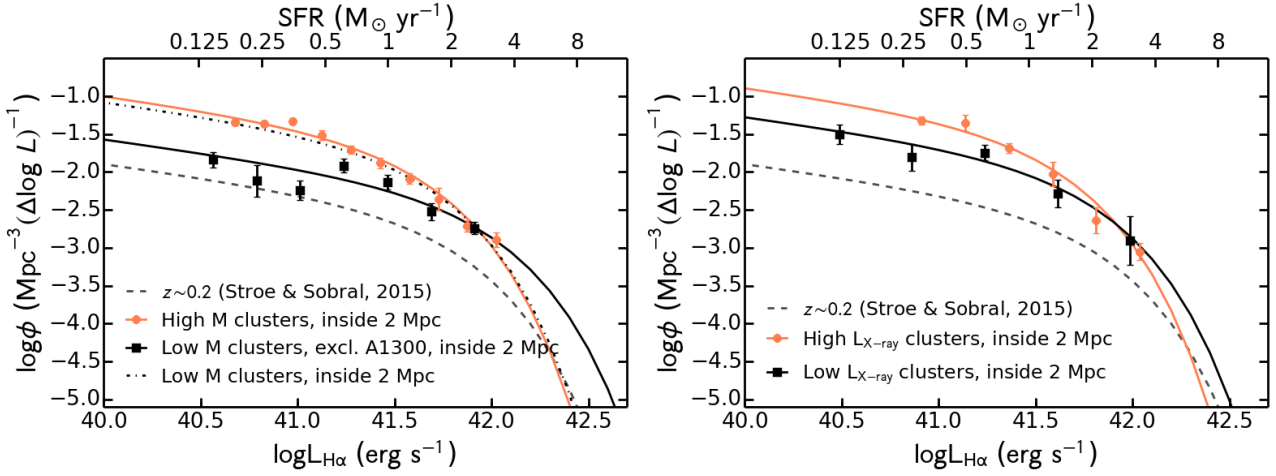 SFR (M⊙ yr⁻¹)
0.125 0.25 0.5 1 2 4 8
−1.0
−1.5
−2.0
−2.5
−3.0
−3.5
−4.0
−4.5
−5.0
logϕ (Mpc⁻³(Δlog L)⁻¹)
z~0.2 (Stroe & Sobral, 2015)
High M clusters, inside 2 Mpc
Low M clusters, excl. A1300, inside 2 Mpc
Low M clusters, inside 2 Mpc
40.0 40.5 41.0 41.5 42.0 42.5
logL_Hα (erg s⁻¹)
SFR (M⊙ yr⁻¹)
0.125 0.25 0.5 1 2 4 8
−1.0
−1.5
−2.0
−2.5
−3.0
−3.5
−4.0
−4.5
−5.0
logϕ (Mpc⁻³(Δlog L)⁻¹)
z~0.2 (Stroe & Sobral, 2015)
High L_X−ray clusters, inside 2 Mpc
Low L_X−ray clusters, inside 2 Mpc
40.0 40.5 41.0 41.5 42.0 42.5
logL_Hα (erg s⁻¹)